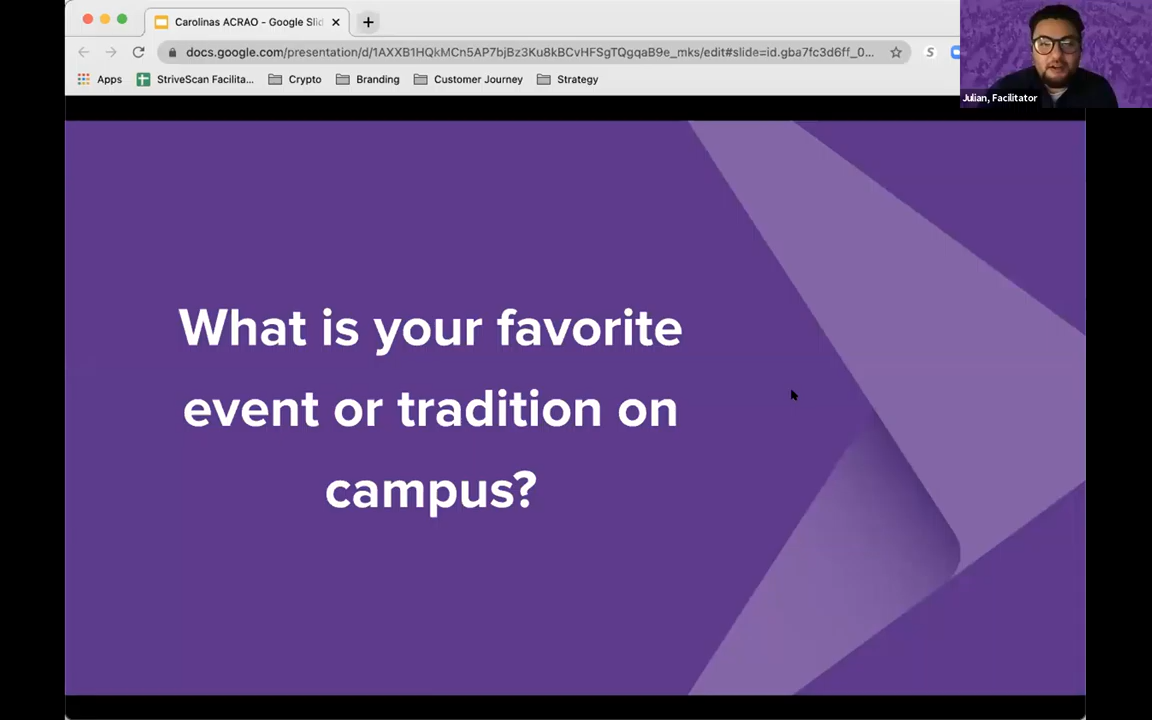 Carolinas ACRAO - Google Slid
docs.google.com/presentation/d/1AXXB1HQkMCn5AP7bjBz3Ku8kBCvHFSgTQgqaB9e_mks/edit#slide=id.gba7fc3d6ff_0...
S
Apps
StriveScan Facilita...
Crypto
Branding
Customer Journey
Strategy
Julian, Facilitator
What is your favorite
event or tradition on
campus?